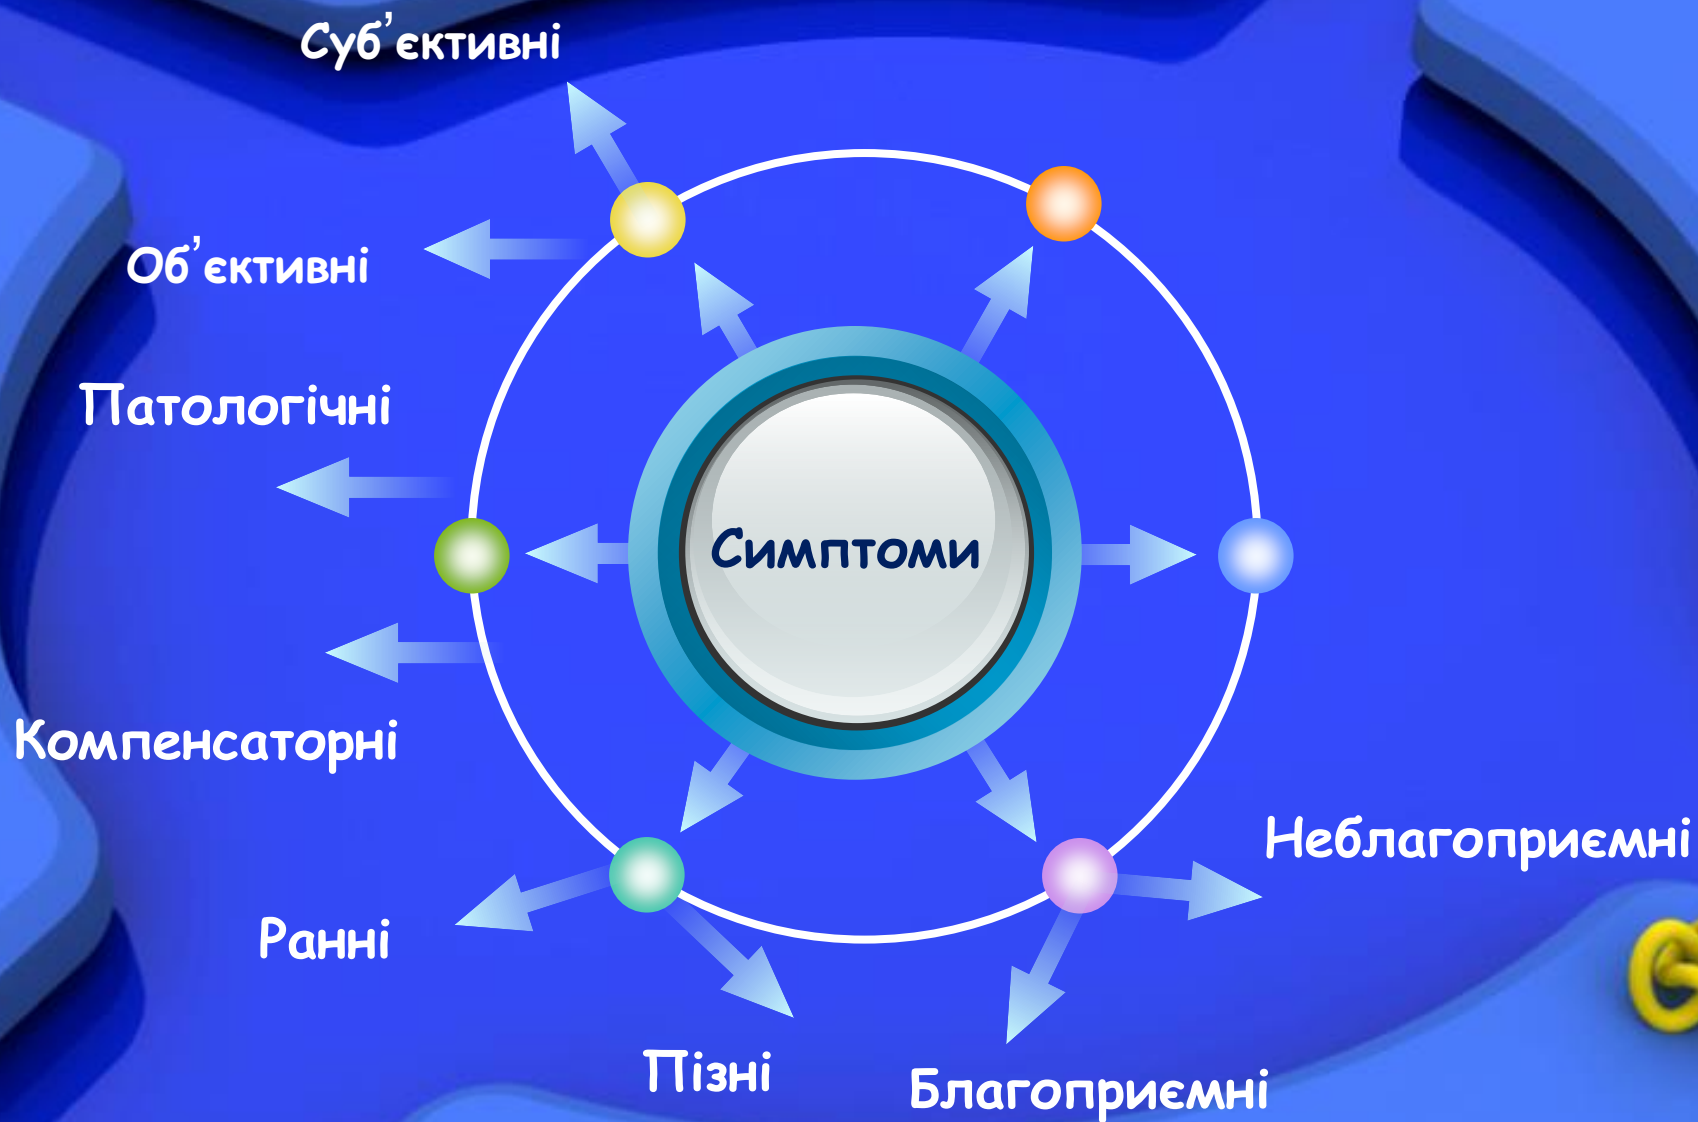 Суб’єктивні
Об’єктивні
Патологічні
Симптоми
Компенсаторні
Неблагоприємні
Ранні
Пізні
Благоприємні